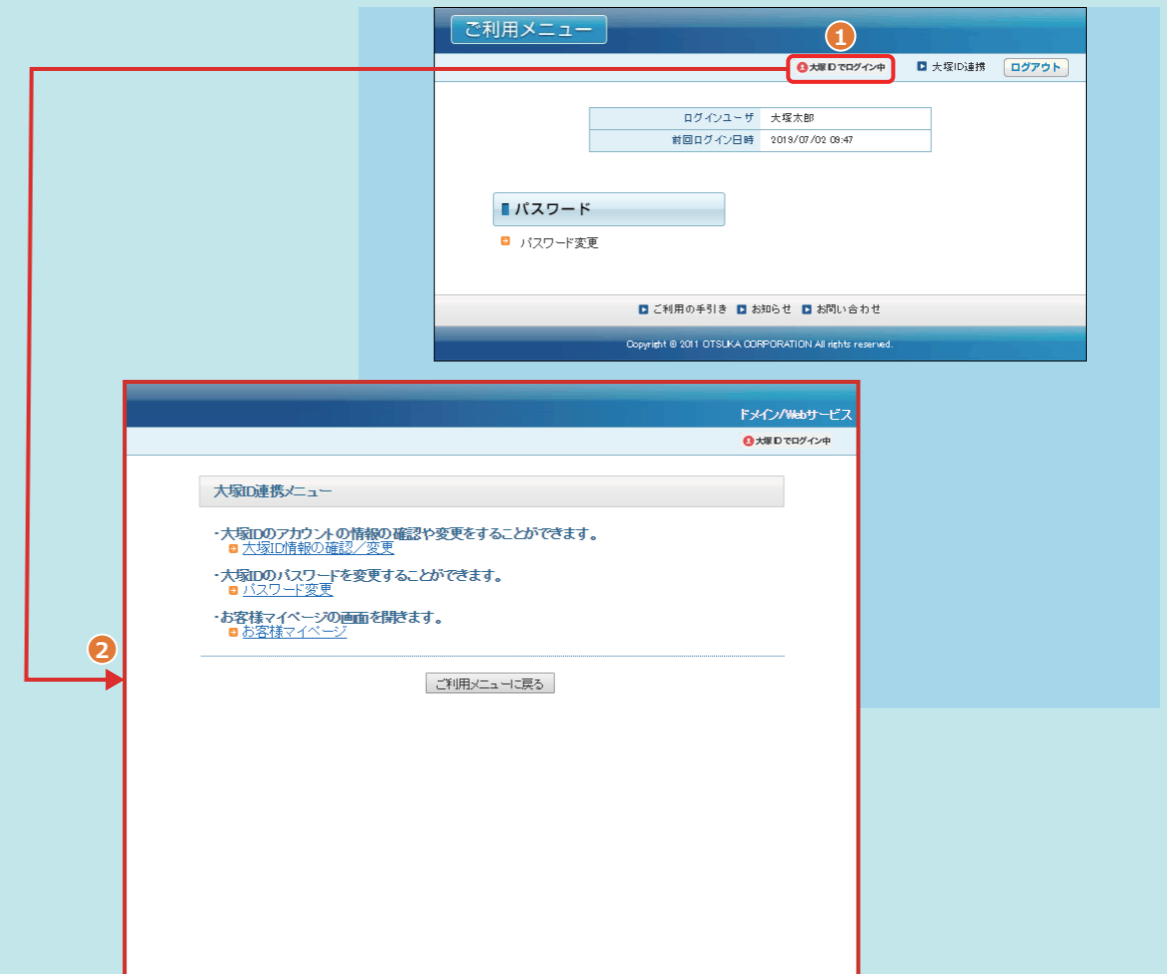 ご利用メニュー
1
大塚IDでログイン中 大塚ID連携 ログアウト
ログインユーザ 大塚太郎
前回ログイン日時 2019/07/02 09:47
パスワード
パスワード変更
ご利用の手引き お知らせ お問い合わせ
Copyright © 2011 OTSUKA CORPORATION All rights reserved.
ドメイン/Webサービス
大塚IDでログイン中
大塚ID連携メニュー
・大塚IDのアカウントの情報の確認や変更をすることができます。
大塚ID情報の確認／変更
・大塚IDのパスワードを変更することができます。
パスワード変更
・お客様マイページの画面を開きます。
お客様マイページ
2
ご利用メニューに戻る